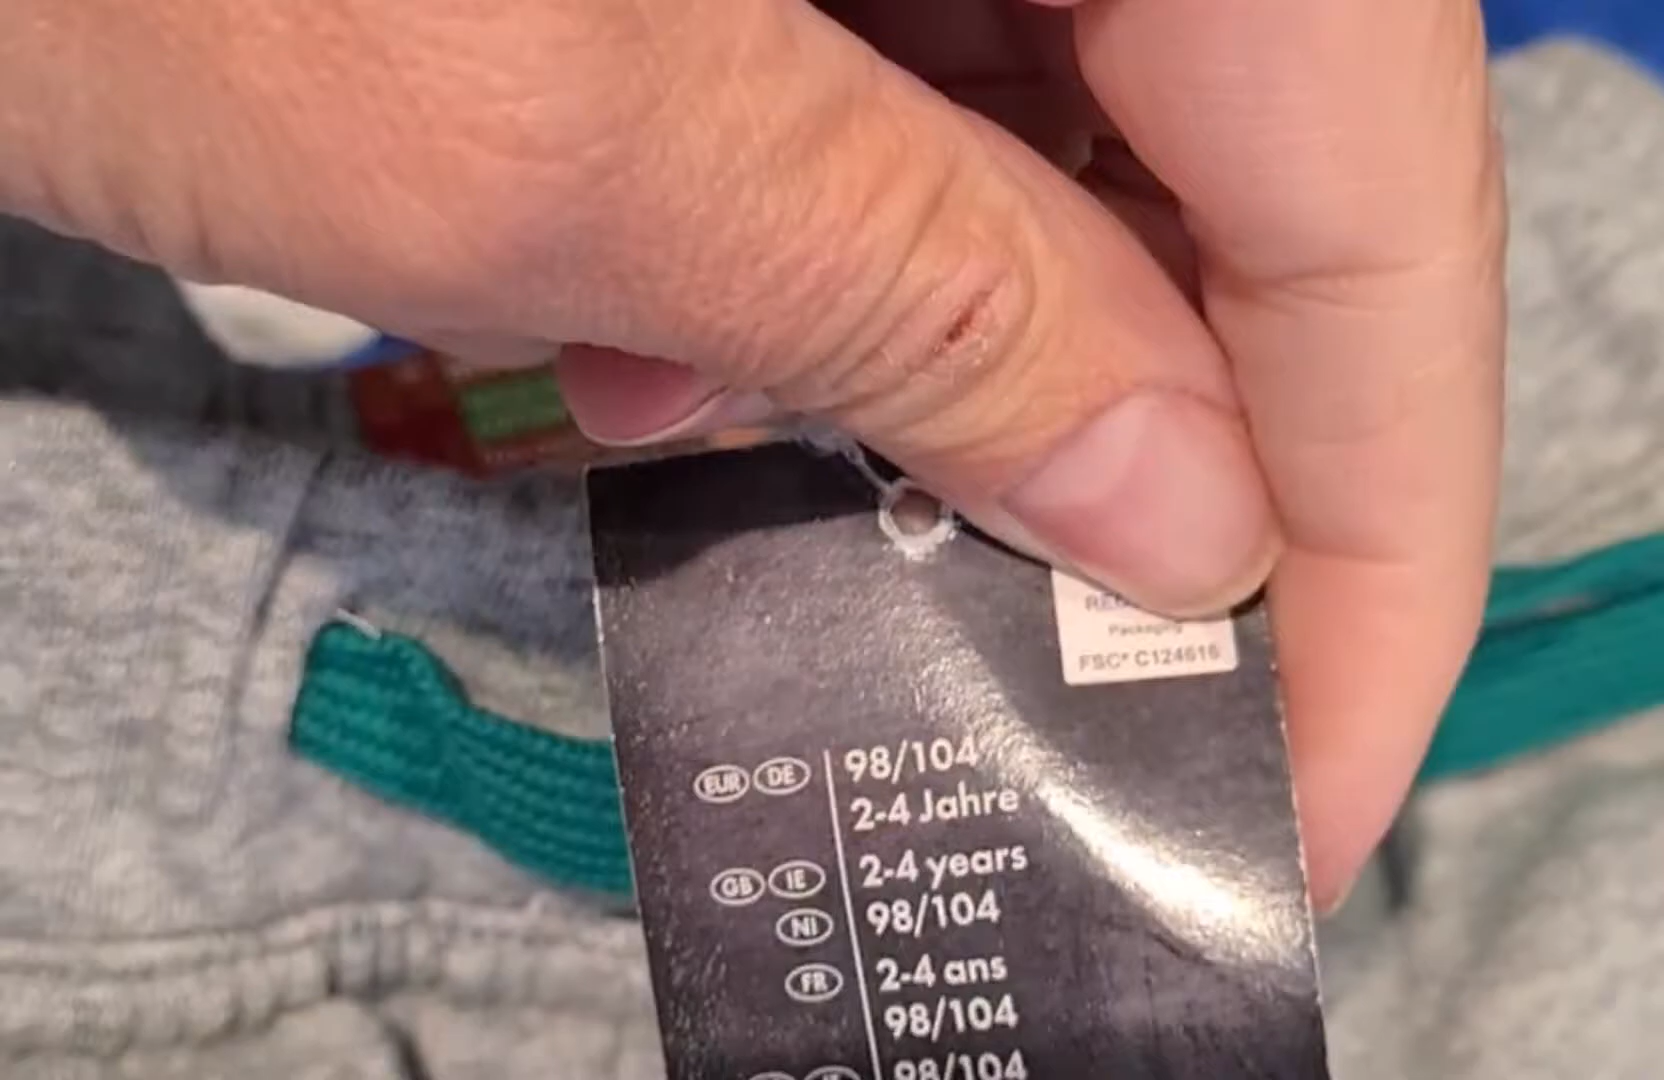 Packaging
FSC® C124616
EUR DE 98/104
2-4 Jahre
GB IE 2-4 years
NI 98/104
FR 2-4 ans
98/104
98/104